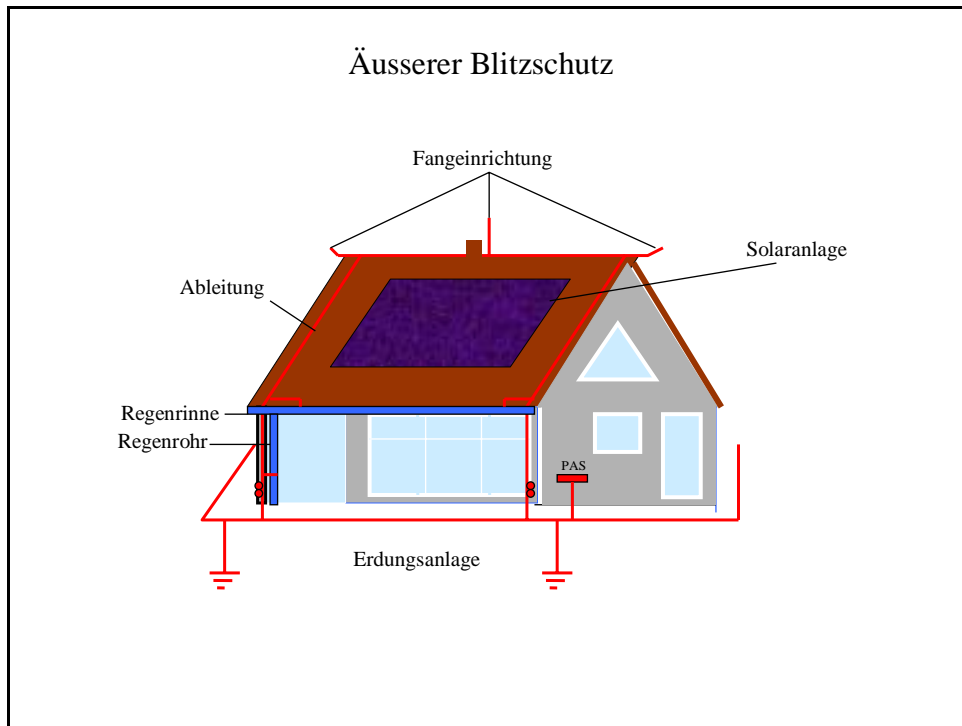 Äusserer Blitzschutz
Fangeinrichtung
Solaranlage
Ableitung
Regenrinne
Regenrohr
PAS
Erdungsanlage